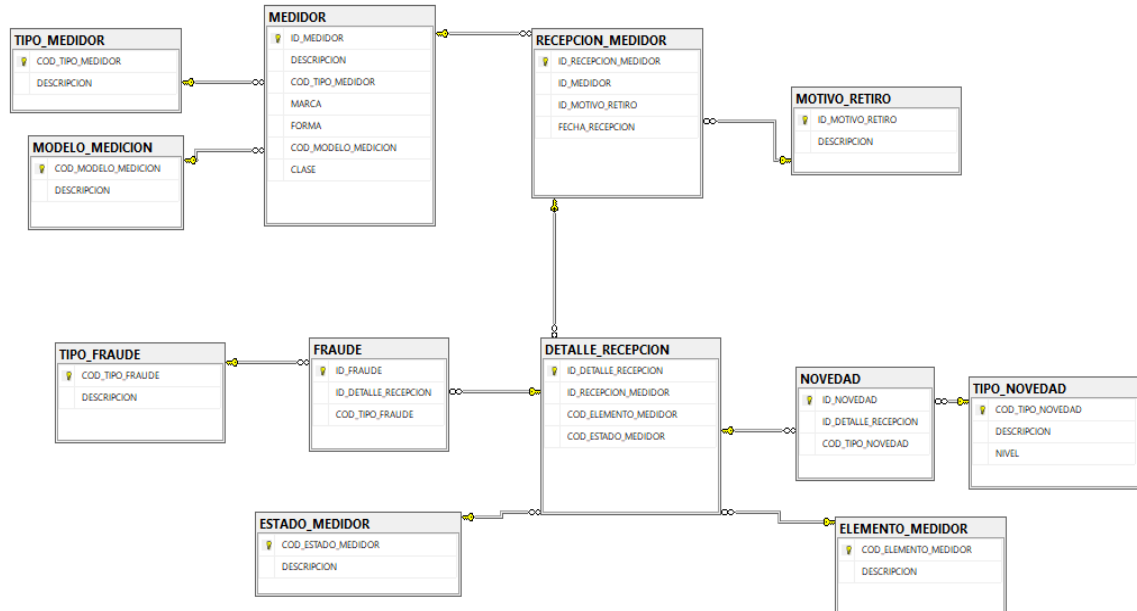 MEDIDOR
ID_MEDIDOR
DESCRIPCION
COD_TIPO_MEDIDOR
MARCA
FORMA
COD_MODELO_MEDICION
CLASE
TIPO_MEDIDOR
COD_TIPO_MEDIDOR
DESCRIPCION
MODELO_MEDICION
COD_MODELO_MEDICION
DESCRIPCION
RECEPCION_MEDIDOR
ID_RECEPCION_MEDIDOR
ID_MEDIDOR
ID_MOTIVO_RETIRO
FECHA_RECEPCION
MOTIVO_RETIRO
ID_MOTIVO_RETIRO
DESCRIPCION
TIPO_FRAUDE
COD_TIPO_FRAUDE
DESCRIPCION
FRAUDE
ID_FRAUDE
ID_DETALLE_RECEPCION
COD_TIPO_FRAUDE
DETALLE_RECEPCION
ID_DETALLE_RECEPCION
ID_RECEPCION_MEDIDOR
COD_ELEMENTO_MEDIDOR
COD_ESTADO_MEDIDOR
NOVEDAD
ID_NOVEDAD
ID_DETALLE_RECEPCION
COD_TIPO_NOVEDAD
TIPO_NOVEDAD
COD_TIPO_NOVEDAD
DESCRIPCION
NIVEL
ESTADO_MEDIDOR
COD_ESTADO_MEDIDOR
DESCRIPCION
ELEMENTO_MEDIDOR
COD_ELEMENTO_MEDIDOR
DESCRIPCION